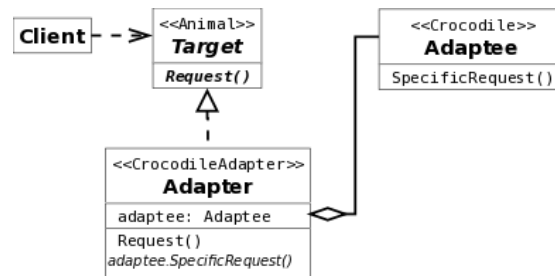 Client
<<Animal>>
Target
Request()
<<Crocodile>>
Adaptee
SpecificRequest()
<<CrocodileAdapter>>
Adapter
adaptee: Adaptee
Request()
adaptee.SpecificRequest()